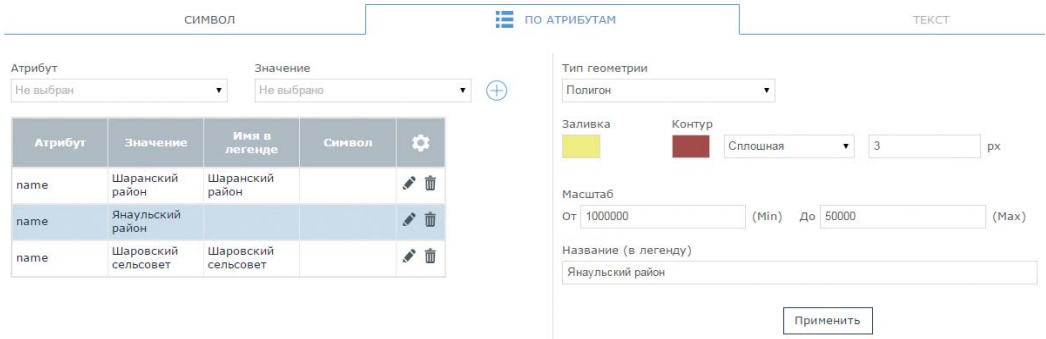 СИМВОЛ
ПО АТРИБУТАМ
ТЕКСТ
Атрибут
Значение
Не выбран
Не выбрано
Атрибут Значение Имя в легенде Символ
name Шаранский район Шаранский район
name Янаульский район
name Шаровский сельсовет Шаровский сельсовет
Тип геометрии
Полигон
Заливка
Контур
Сплошная
3 px
Масштаб
От 1000000 (Min) До 50000 (Max)
Название (в легенду)
Янаульский район
Применить